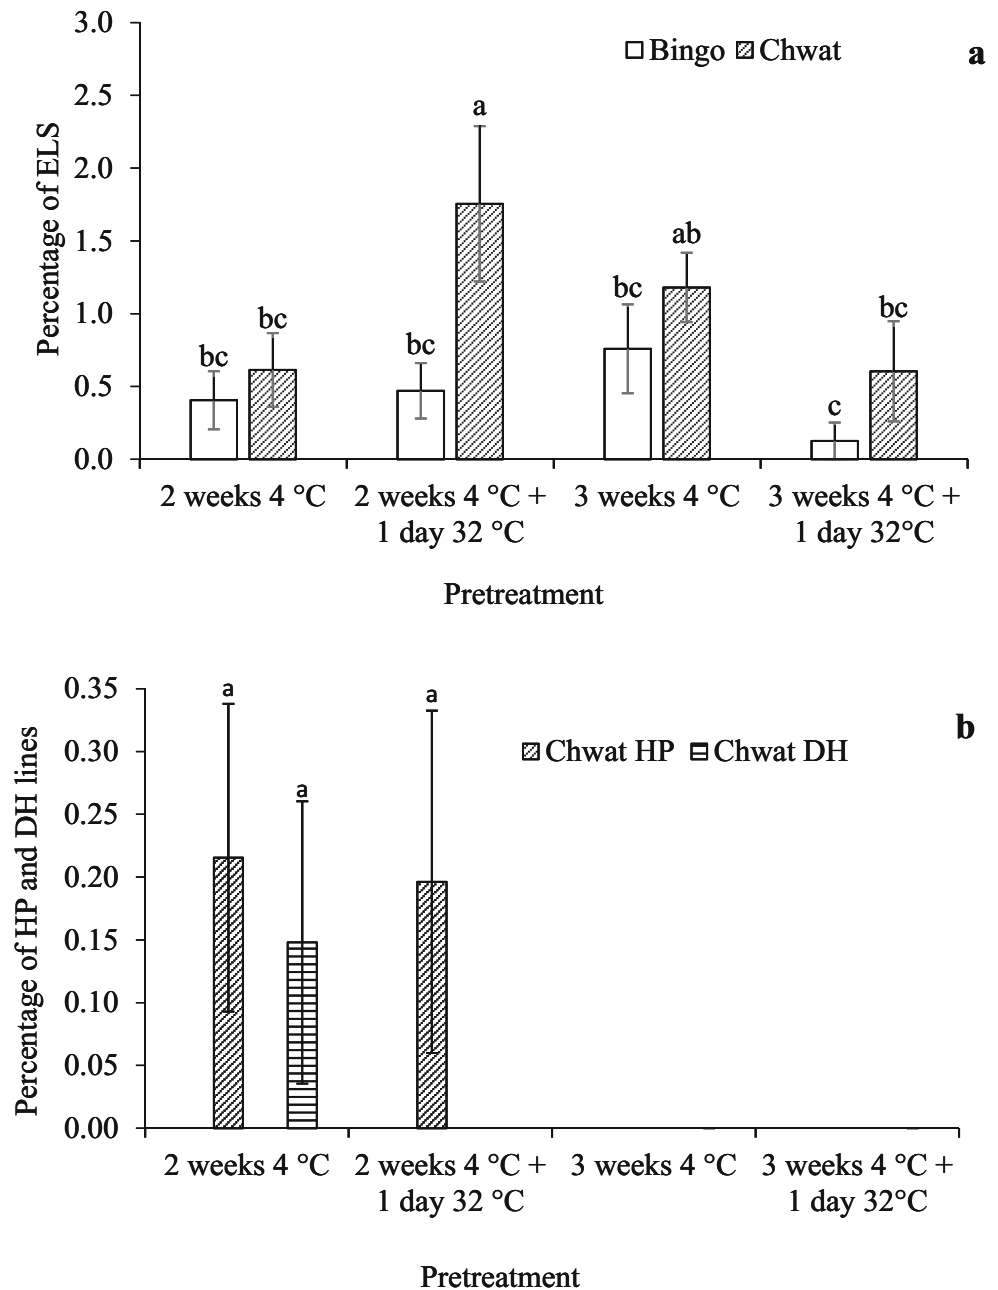 3.0
2.5
2.0
1.5
1.0
0.5
0.0
Percentage of ELS
Bingo Chwat
a
bc
bc
bc
a
bc
ab
c
bc
2 weeks 4 °C
2 weeks 4 °C +
1 day 32 °C
3 weeks 4 °C
3 weeks 4 °C +
1 day 32°C
Pretreatment
0.35
0.30
0.25
0.20
0.15
0.10
0.05
0.00
Percentage of HP and DH lines
Chwat HP Chwat DH
b
a
a
a
2 weeks 4 °C
2 weeks 4 °C +
1 day 32 °C
3 weeks 4 °C
3 weeks 4 °C +
1 day 32°C
Pretreatment